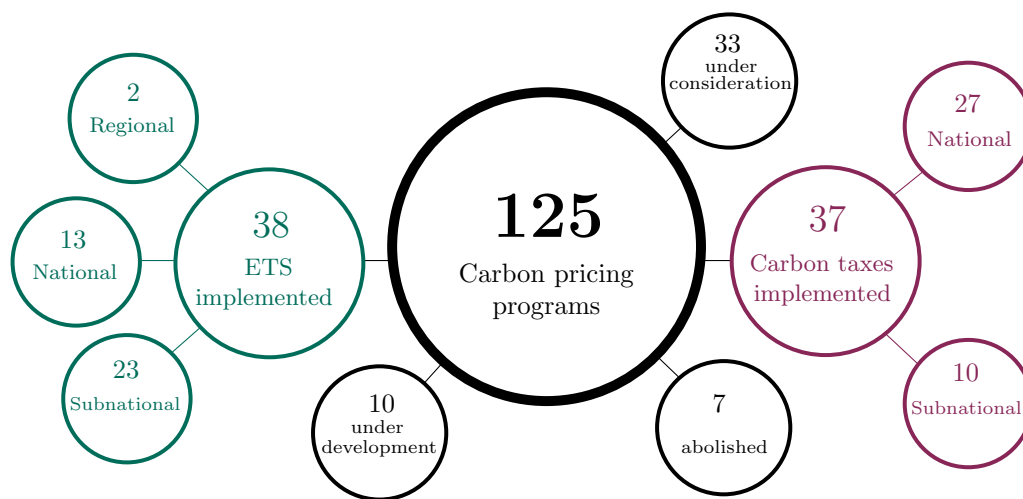 125
Carbon pricing
programs
38
ETS
implemented
2
Regional
13
National
23
Subnational
10
under
development
33
under
consideration
7
abolished
37
Carbon taxes
implemented
27
National
10
Subnational